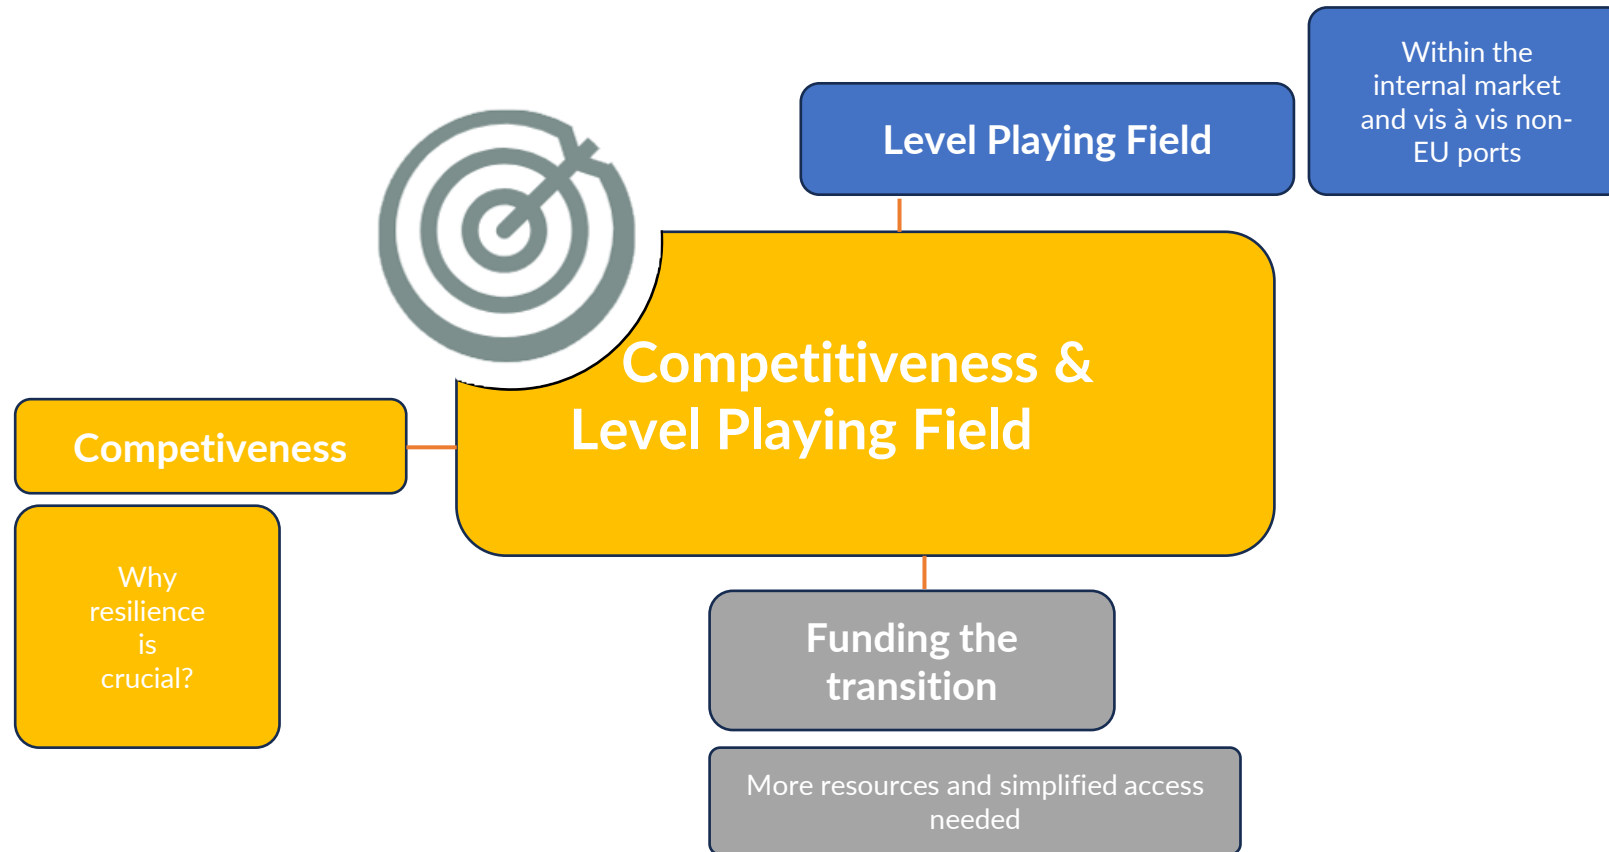 Within the
internal market
and vis à vis non-
EU ports
Level Playing Field
Competitiveness &
Level Playing Field
Competiveness
Why
resilience
is
crucial?
Funding the
transition
More resources and simplified access
needed